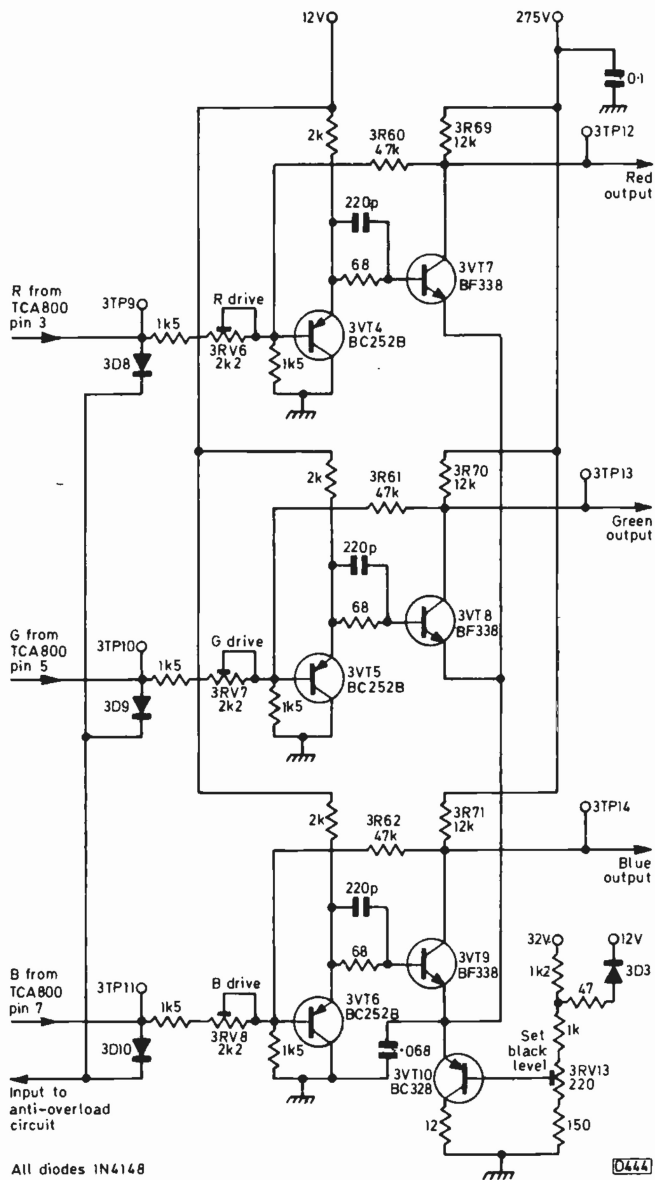 12V
275V
0·1
2k
3R60
47k
3R69
12k
3TP12
Red
output
220p
68
3VT7
BF338
R from
TCA800
pin 3
3TP9
1k5
R drive
3RV6
2k2
1k5
3VT4
BC252B
3D8
2k
3R61
47k
3R70
12k
3TP13
Green
output
220p
68
3VT8
BF338
G from
TCA800
pin 5
3TP10
1k5
G drive
3RV7
2k2
1k5
3VT5
BC252B
3D9
2k
3R62
47k
3R71
12k
3TP14
Blue
output
220p
68
3VT9
BF338
32V
12V
1k2
47
3D3
B from
TCA800
pin 7
3TP11
1k5
B drive
3RV8
2k2
1k5
3VT6
BC252B
3D10
·068
3VT10
BC328
Set
black
level
1k
3RV13
220
12
150
Input to
anti-overload
circuit
All diodes 1N4148
D444